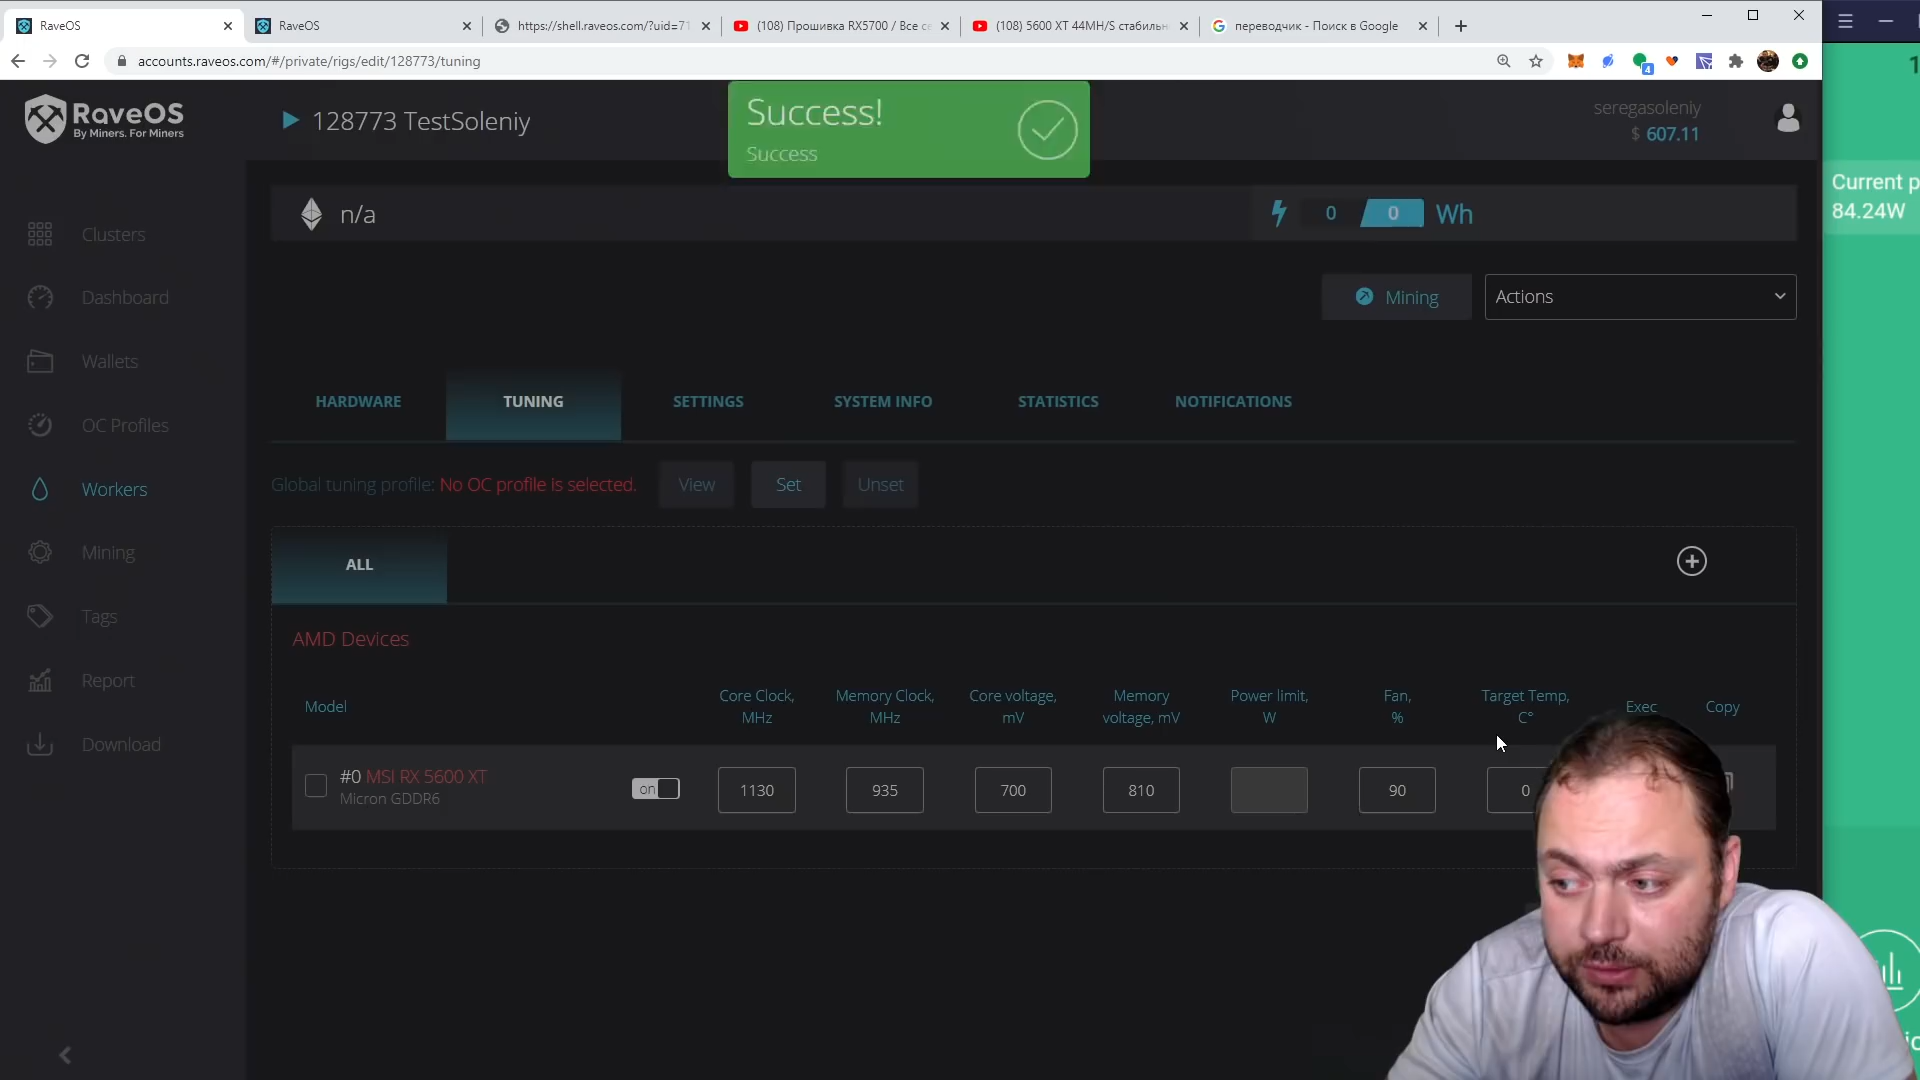 RaveOS
RaveOS
https://shell.raveos.com/?uid=71
(108) Прошивка RX5700 / Все се
(108) 5600 XT 44MH/S стабильн
переводчик - Поиск в Google
accounts.raveos.com/#/private/rigs/edit/128773/tuning
4
RaveOS
By Miners. For Miners
128773 TestSoleniy
Success!
Success
seregasoleniy
$ 607.11
Current p
84.24W
n/a
0
0
Wh
Mining
Actions
Clusters
Dashboard
Wallets
OC Profiles
Workers
Mining
Tags
Report
Download
HARDWARE
TUNING
SETTINGS
SYSTEM INFO
STATISTICS
NOTIFICATIONS
Global tuning profile: No OC profile is selected.
View
Set
Unset
ALL
AMD Devices
Model
Core Clock, MHz
Memory Clock, MHz
Core voltage, mV
Memory voltage, mV
Power limit, W
Fan, %
Target Temp, C°
Exec
Copy
#0 MSI RX 5600 XT
Micron GDDR6
on
1130
935
700
810
90
0